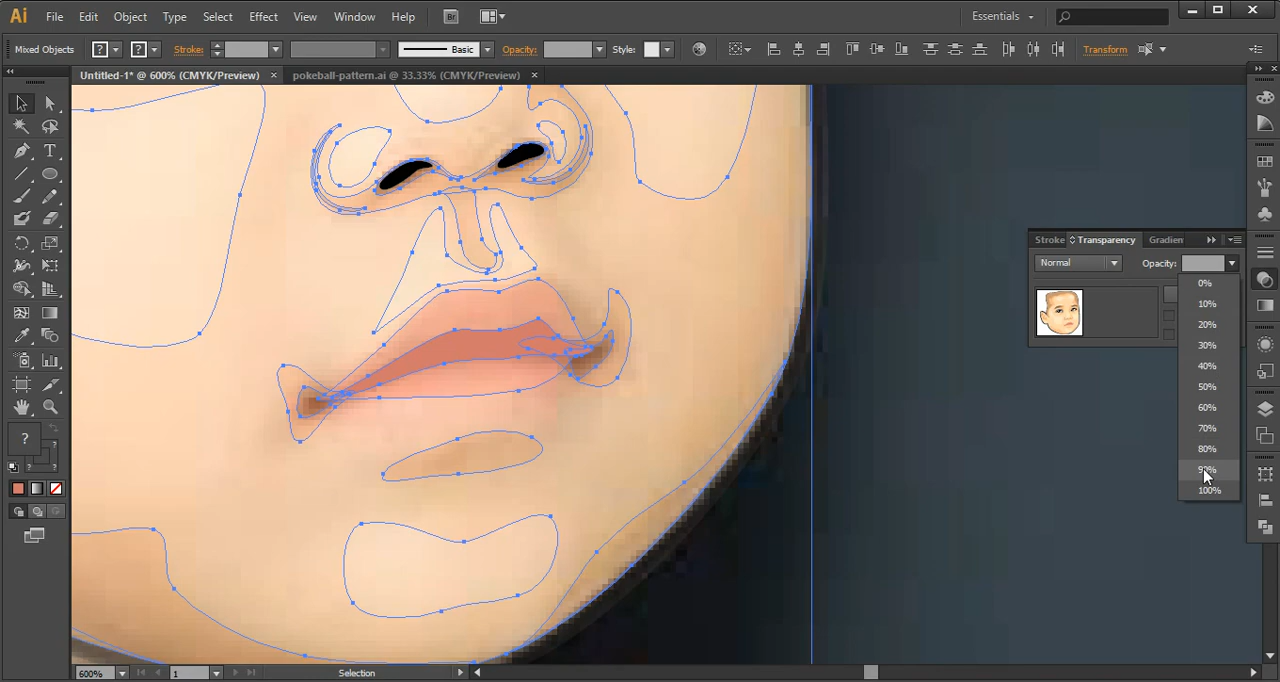 Ai File Edit Object Type Select Effect View Window Help Br Essentials
Mixed Objects ? ? Stroke: Basic Opacity: Style: Transform
Untitled-1* @ 600% (CMYK/Preview) × pokeball-pattern.ai @ 33.33% (CMYK/Preview) ×
Stroke Transparency Gradien
Normal Opacity:
0%
10%
20%
30%
40%
50%
60%
70%
80%
90%
100%
T
?
?
? ?
600% 1 Selection